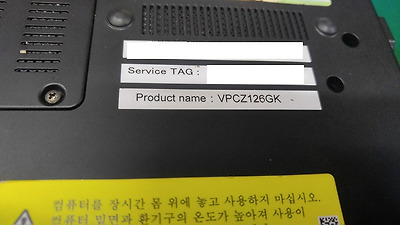 Service TAG :
Product name : VPCZ126GK
컴퓨터를 장시간 몸 위에 놓고 사용하지 마십시오.
컴퓨터 밑면과 환기구의 온도가 높아져 사용이